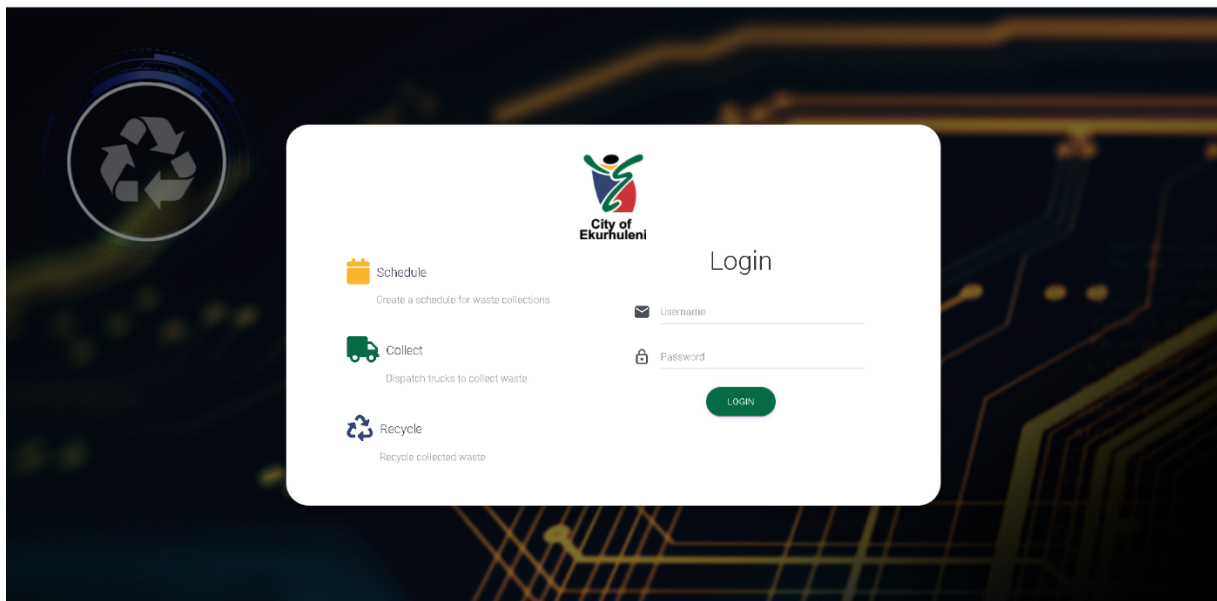 City of
Ekurhuleni
Schedule
Create a schedule for waste collections
Collect
Dispatch trucks to collect waste.
Recycle
Recycle collected waste
Login
Username
Password
LOGIN